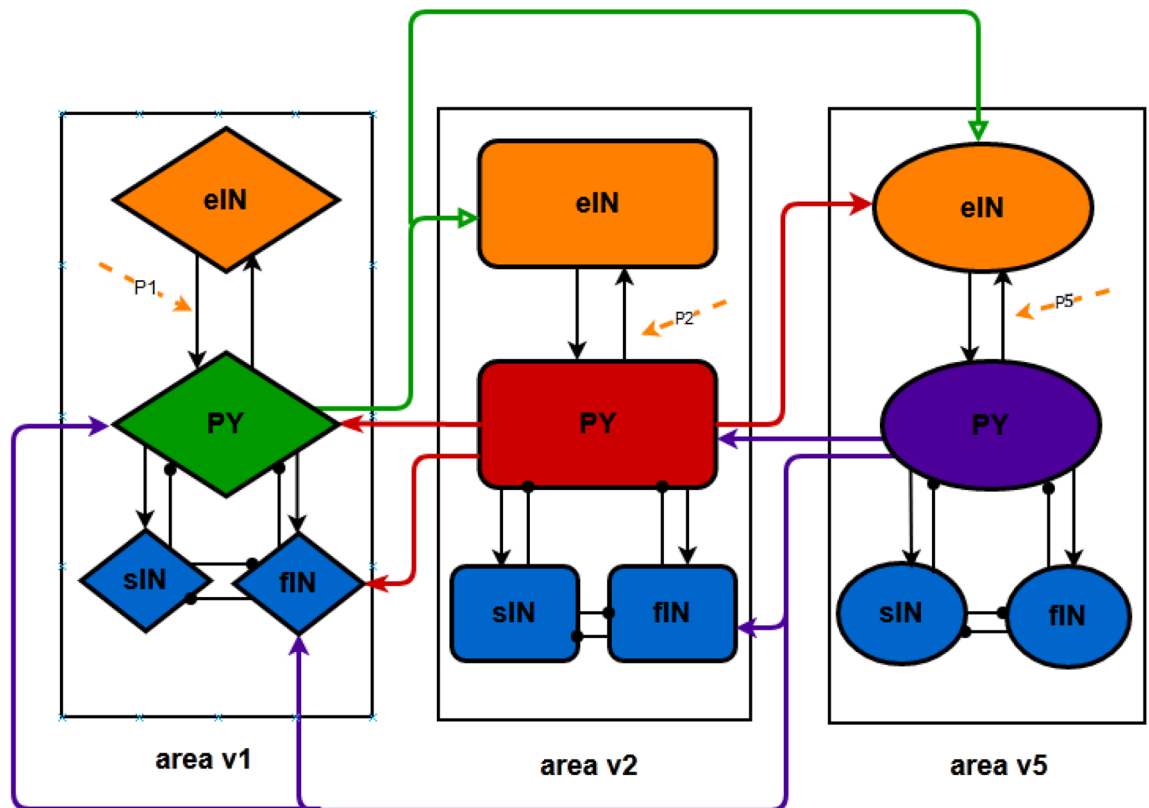 eIN
P1
PY
sIN
fIN
area v1
eIN
P2
PY
sIN
fIN
area v2
eIN
P5
PY
sIN
fIN
area v5